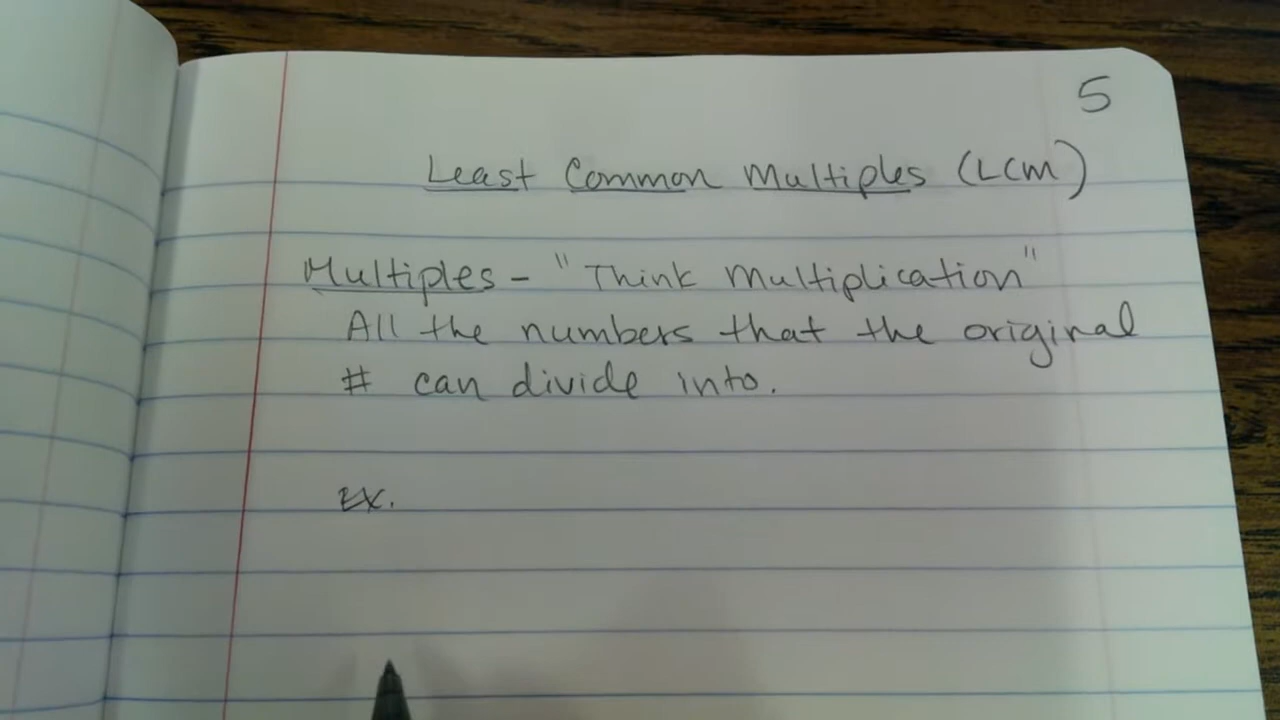 5
Least Common Multiples (LCM)
Multiples - "Think Multiplication"
All the numbers that the original
# can divide into.
Ex.